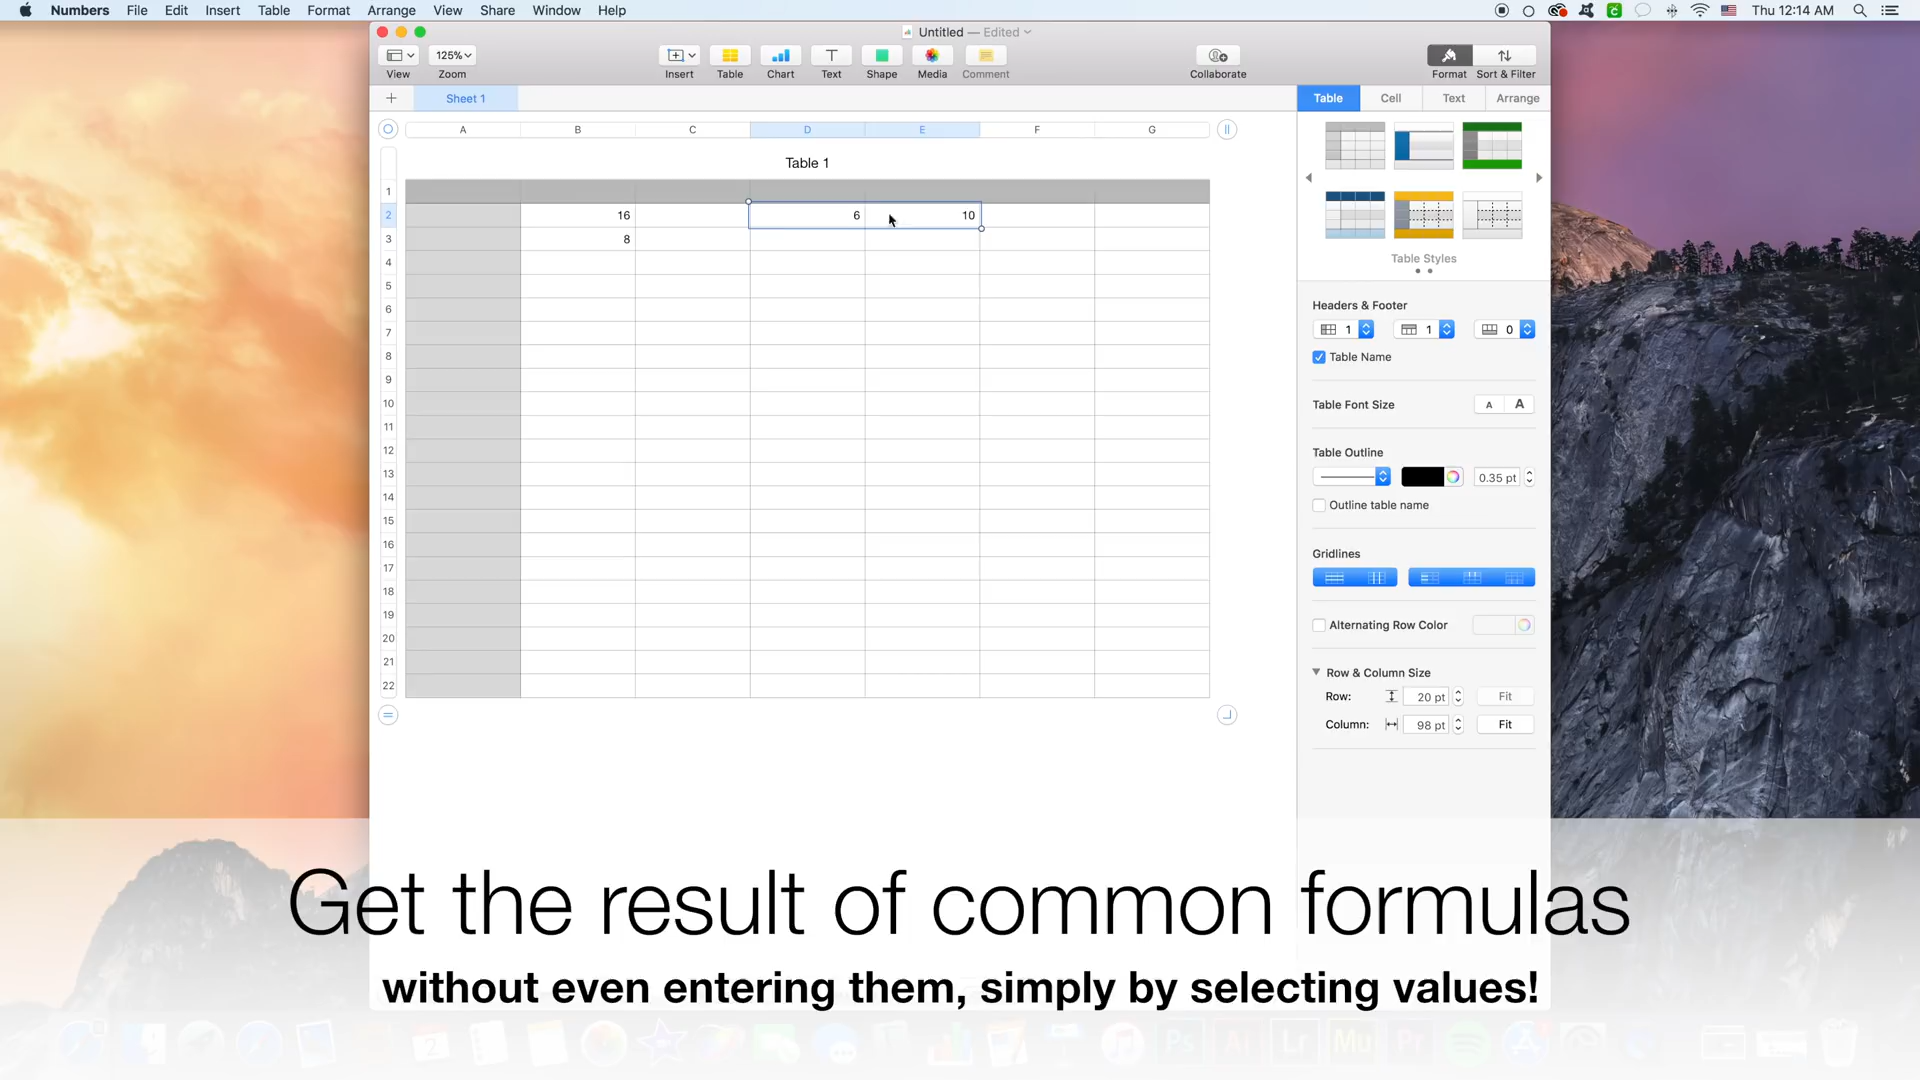 Numbers File Edit Insert Table Format Arrange View Share Window Help Thu 12:14 AM
Untitled — Edited
125%
View Zoom Insert Table Chart Text Shape Media Comment Collaborate Format Sort & Filter
Sheet 1 Table Cell Text Arrange
A B C D E F G
Table 1
1
2 16 6 10
3 8
4
5
6
7
8
9
10
11
12
13
14
15
16
17
18
19
20
21
22
Table Styles
Headers & Footer
1 1 0
Table Name
Table Font Size A A
Table Outline
0.35 pt
Outline table name
Gridlines
Alternating Row Color
Row & Column Size
Row: 20 pt Fit
Column: 98 pt Fit
Get the result of common formulas
without even entering them, simply by selecting values!
2 Ps Ai Lr Mu Pr